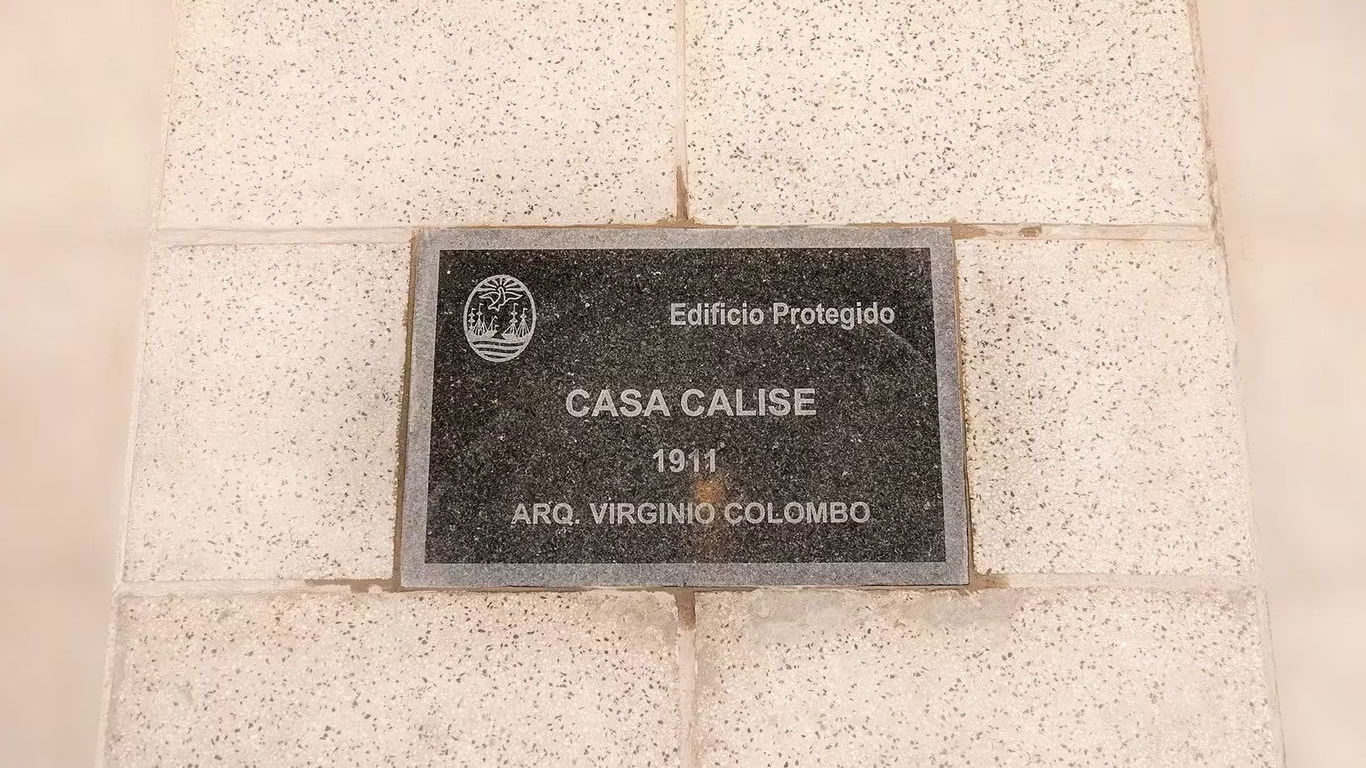 Edificio Protegido
CASA CALISE
1911
ARQ. VIRGINIO COLOMBO